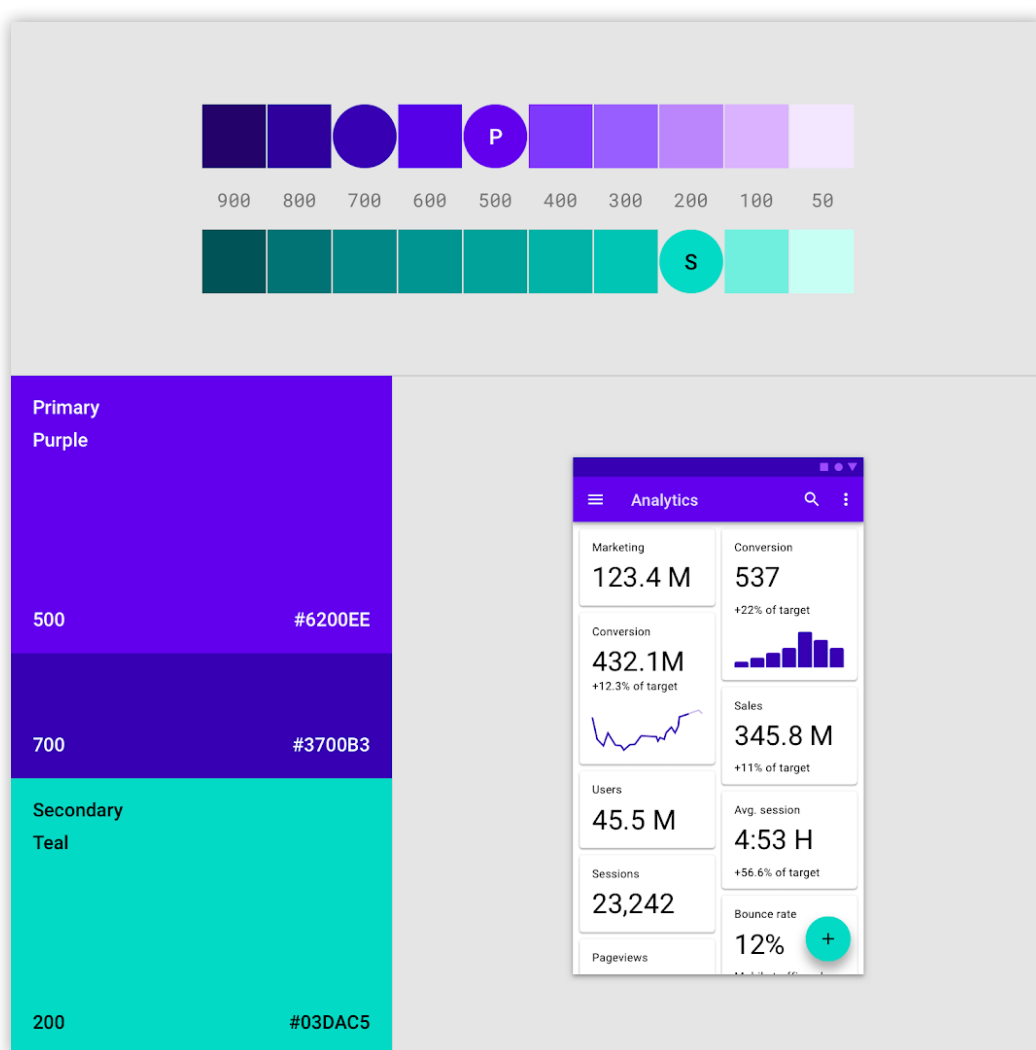 P
900 800 700 600 500 400 300 200 100 50
S
Primary
Purple
500 #6200EE
700 #3700B3
Secondary
Teal
200 #03DAC5
Analytics
Marketing
123.4 M
Conversion
432.1M
+12.3% of target
Users
45.5 M
Sessions
23,242
Pageviews
Conversion
537
+22% of target
Sales
345.8 M
+11% of target
Avg. session
4:53 H
+56.6% of target
Bounce rate
12%
+